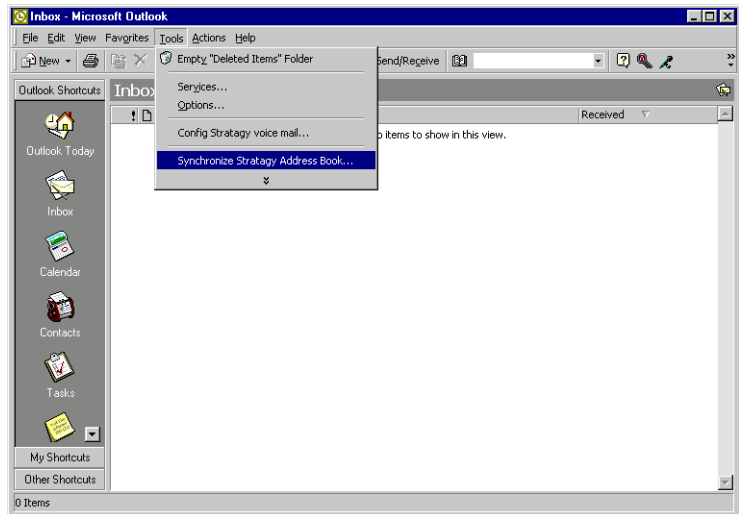 Inbox - Microsoft Outlook
File Edit View Favorites Tools Actions Help
New Send/Receive
Empty "Deleted Items" Folder
Services...
Options...
Config Stratagy voice mail...
Synchronize Stratagy Address Book...
Outlook Shortcuts
Inbox
! Received
items to show in this view.
Outlook Today
Inbox
Calendar
Contacts
Tasks
My Shortcuts
Other Shortcuts
0 Items